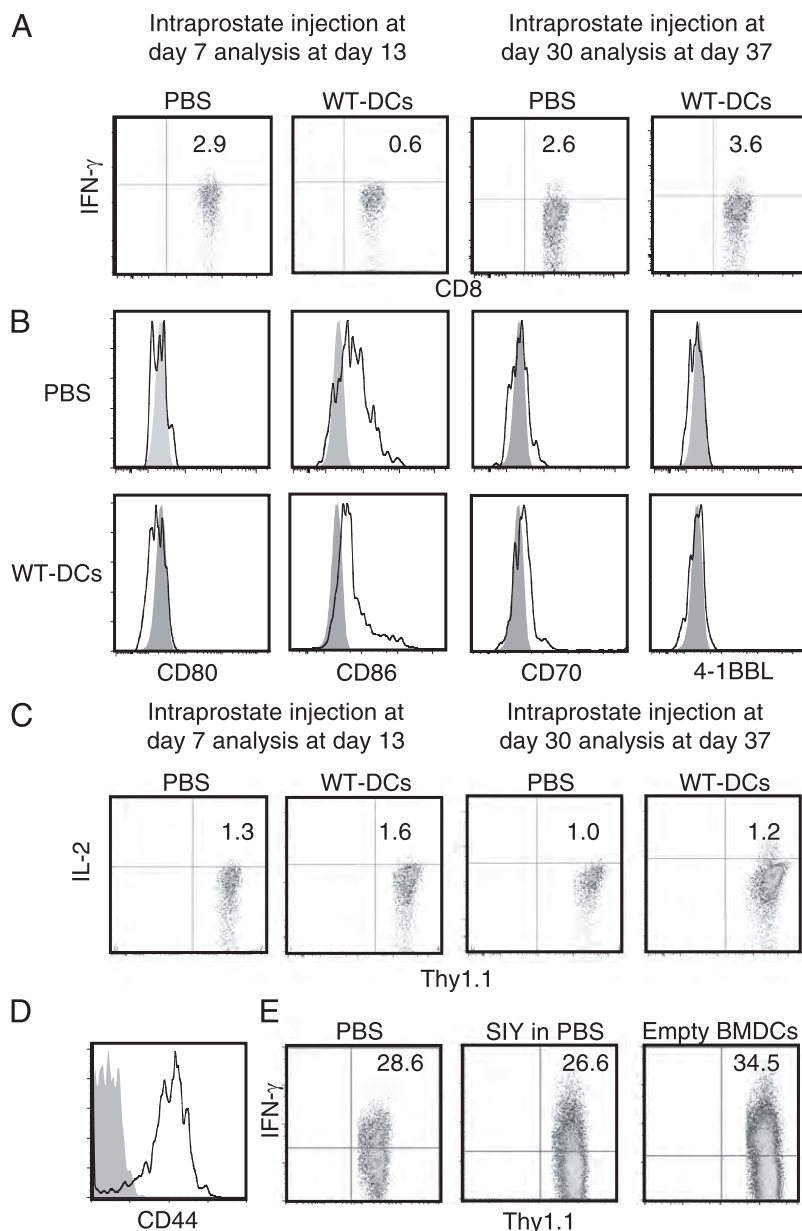 A
Intraprostate injection at
day 7 analysis at day 13
Intraprostate injection at
day 30 analysis at day 37
PBS
WT-DCs
PBS
WT-DCs
IFN-γ
2.9
0.6
2.6
3.6
CD8
B
PBS
WT-DCs
CD80
CD86
CD70
4-1BBL
C
Intraprostate injection at
day 7 analysis at day 13
Intraprostate injection at
day 30 analysis at day 37
PBS
WT-DCs
PBS
WT-DCs
IL-2
1.3
1.6
1.0
1.2
Thy1.1
D
CD44
E
PBS
SIY in PBS
Empty BMDCs
IFN-γ
28.6
26.6
34.5
Thy1.1